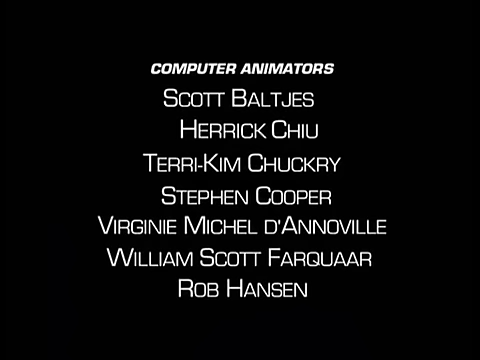 COMPUTER ANIMATORS
SCOTT BALTJES
HERRICK CHIU
TERRI-KIM CHUCKRY
STEPHEN COOPER
VIRGINIE MICHEL D'ANNOVILLE
WILLIAM SCOTT FARQUAAR
ROB HANSEN